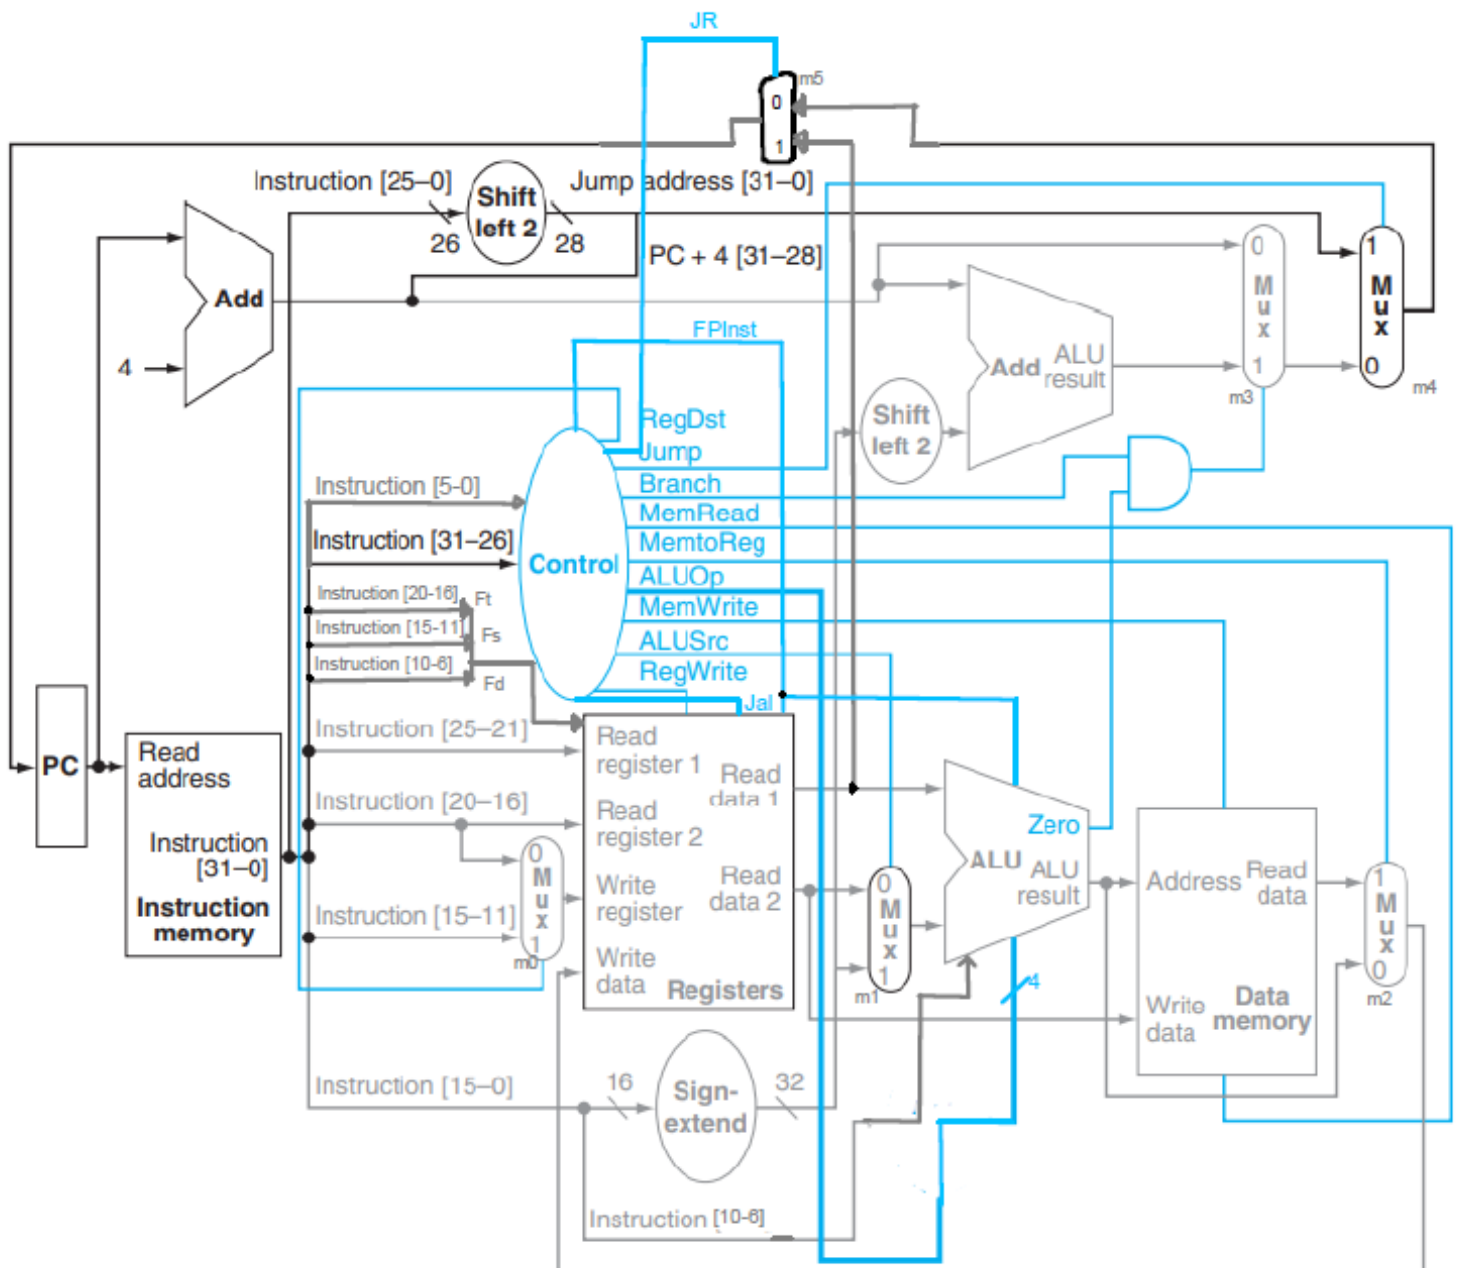 JR
m5
0
1
Instruction [25–0]
Shift
left 2
Jump address [31–0]
26
28
PC + 4 [31–28]
Add
4
0
M
u
x
1
m3
1
M
u
x
0
m4
FPInst
Add
ALU
result
Shift
left 2
RegDst
Jump
Branch
MemRead
MemtoReg
ALUOp
MemWrite
ALUSrc
RegWrite
Jal
Control
Instruction [5-0]
Instruction [31–26]
Instruction [20-16]
Ft
Instruction [15-11]
Fs
Instruction [10-6]
Fd
PC
Read
address
Instruction
[31–0]
Instruction
memory
Instruction [25–21]
Instruction [20–16]
Instruction [15–11]
0
M
u
x
1
m0
Read
register 1
Read
data 1
Read
register 2
Write
register
Read
data 2
Write
data
Registers
0
M
u
x
1
m1
Zero
ALU
ALU
result
4
Address
Read
data
Write
data
Data
memory
1
M
u
x
0
m2
Instruction [15–0]
16
Sign-
extend
32
Instruction [10-6]